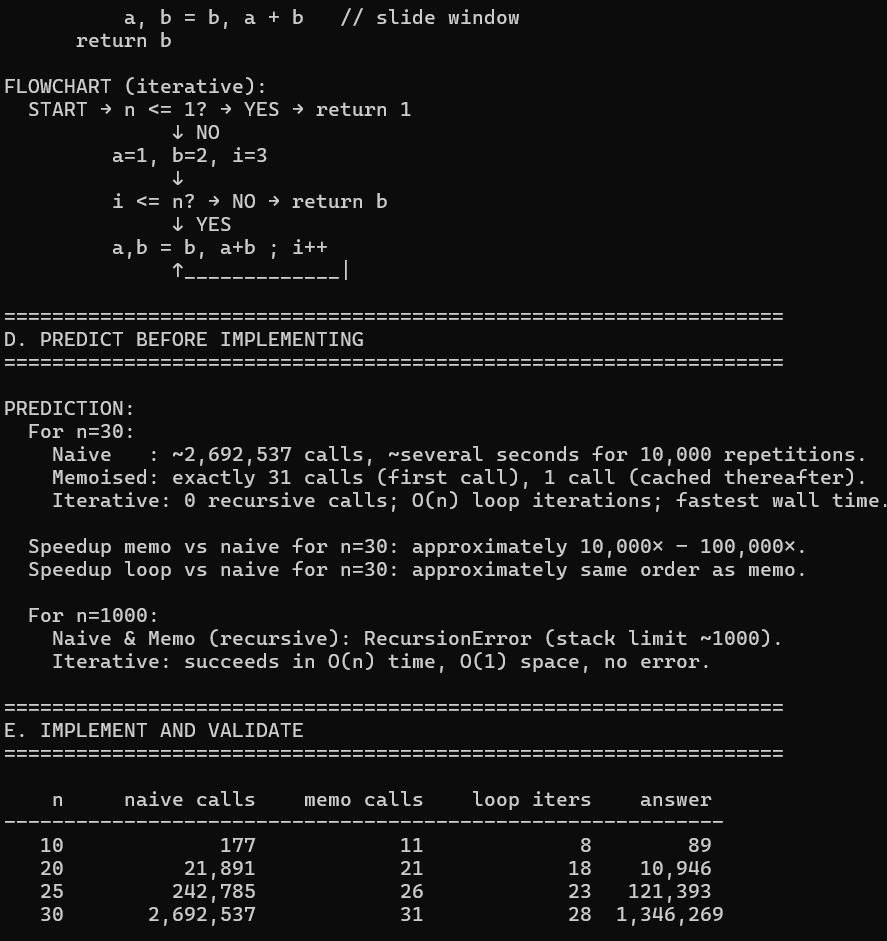 a, b = b, a + b   // slide window
return b
FLOWCHART (iterative):
START → n <= 1? → YES → return 1
↓ NO
a=1, b=2, i=3
↓
i <= n? → NO → return b
↓ YES
a,b = b, a+b ; i++
↑_____________|
=================================================================
D. PREDICT BEFORE IMPLEMENTING
=================================================================
PREDICTION:
For n=30:
Naive   : ~2,692,537 calls, ~several seconds for 10,000 repetitions.
Memoised: exactly 31 calls (first call), 1 call (cached thereafter).
Iterative: 0 recursive calls; O(n) loop iterations; fastest wall time.
Speedup memo vs naive for n=30: approximately 10,000× – 100,000×.
Speedup loop vs naive for n=30: approximately same order as memo.
For n=1000:
Naive & Memo (recursive): RecursionError (stack limit ~1000).
Iterative: succeeds in O(n) time, O(1) space, no error.
=================================================================
E. IMPLEMENT AND VALIDATE
=================================================================
n     naive calls    memo calls    loop iters    answer
------------------------------------------------------------
10             177            11             8        89
20          21,891            21            18    10,946
25         242,785            26            23   121,393
30       2,692,537            31            28  1,346,269